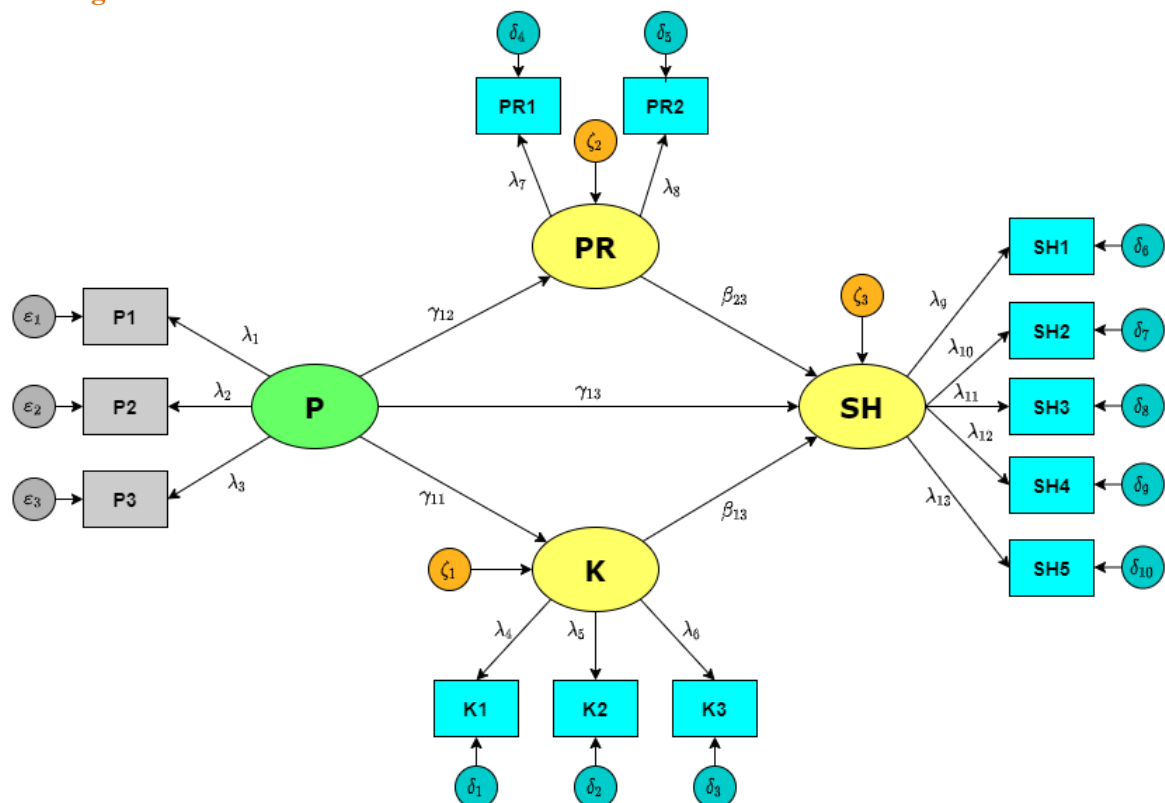 δ₄
δ₅
PR1
PR2
ζ₂
λ₇
λ₈
PR
SH1
δ₆
β₂₃
ζ₃
λ₉
ε₁
P1
λ₁
γ₁₂
SH2
δ₇
λ₁₀
ε₂
P2
λ₂
P
γ₁₃
SH
λ₁₁
SH3
δ₈
λ₁₂
ε₃
P3
λ₃
γ₁₁
β₁₃
λ₁₃
SH4
δ₉
ζ₁
K
SH5
δ₁₀
λ₄
λ₅
λ₆
K1
K2
K3
δ₁
δ₂
δ₃